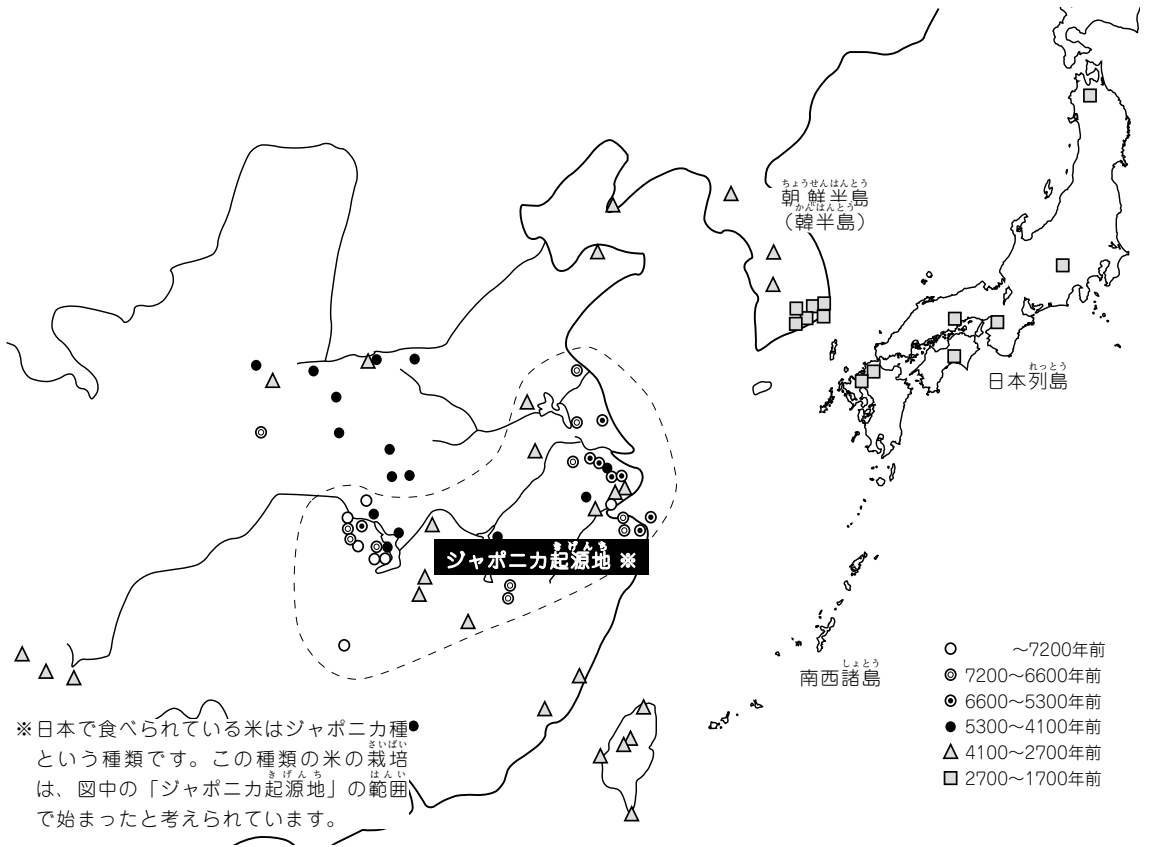 朝鮮半島
ちょうせんはんとう
（韓半島）
かんはんとう
日本列島
れっとう
ジャポニカ起源地 ※
きげんち
南西諸島
しょとう
～7200年前
7200～6600年前
6600～5300年前
5300～4100年前
4100～2700年前
2700～1700年前
※日本で食べられている米はジャポニカ種
という種類です。この種類の米の栽培
さいばい
は、図中の「ジャポニカ起源地」の範囲
きげんち
はんい
で始まったと考えられています。